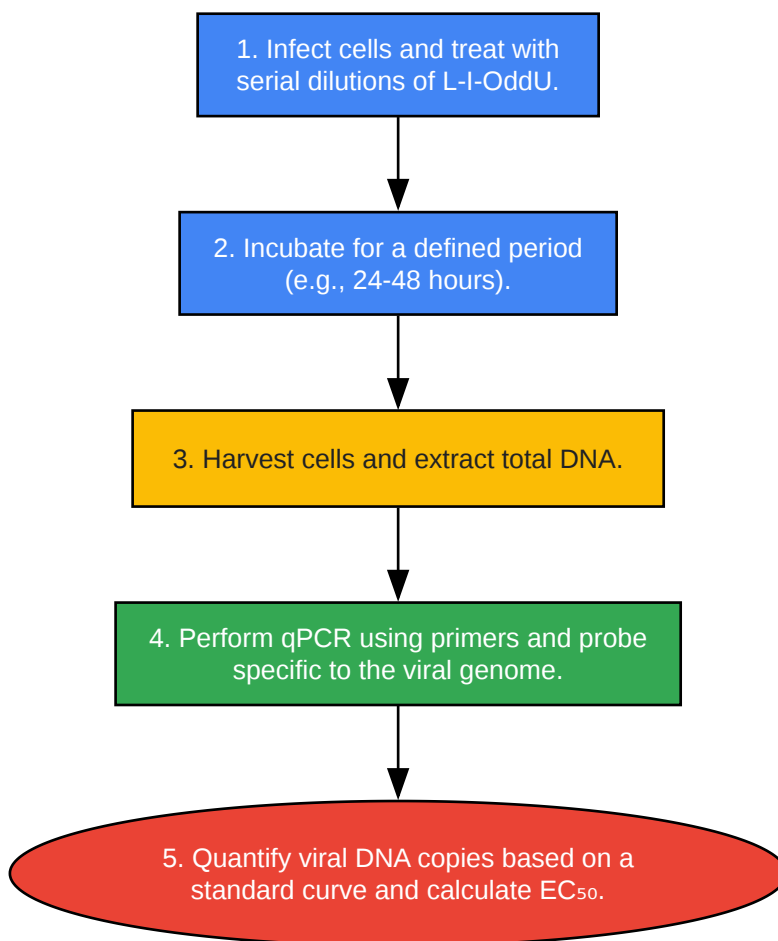 1. Infect cells and treat with
serial dilutions of L-I-OddU.
2. Incubate for a defined period
(e.g., 24-48 hours).
3. Harvest cells and extract total DNA.
4. Perform qPCR using primers and probe
specific to the viral genome.
5. Quantify viral DNA copies based on a
standard curve and calculate EC₅₀.